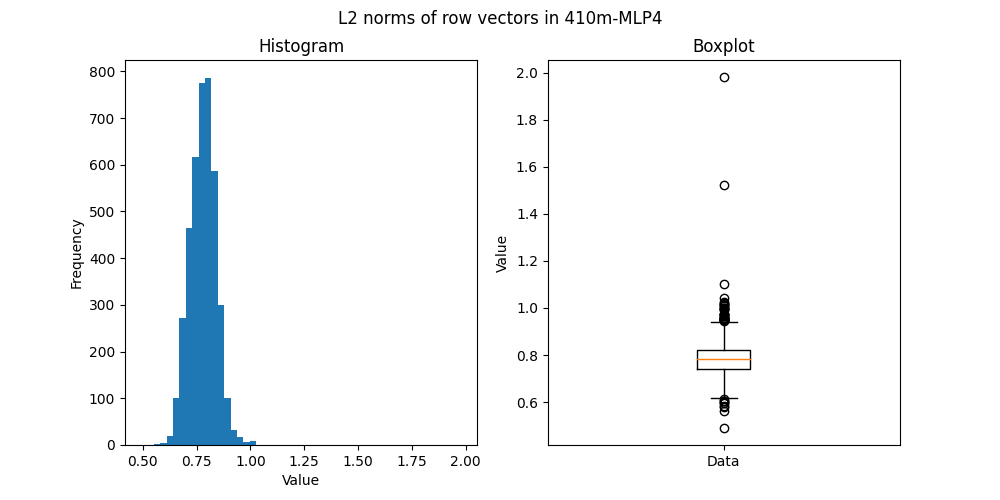 L2 norms of row vectors in 410m-MLP4
Histogram
Frequency
800
700
600
500
400
300
200
100
0
0.50 0.75 1.00 1.25 1.50 1.75 2.00
Value
Boxplot
Value
2.0
1.8
1.6
1.4
1.2
1.0
0.8
0.6
Data